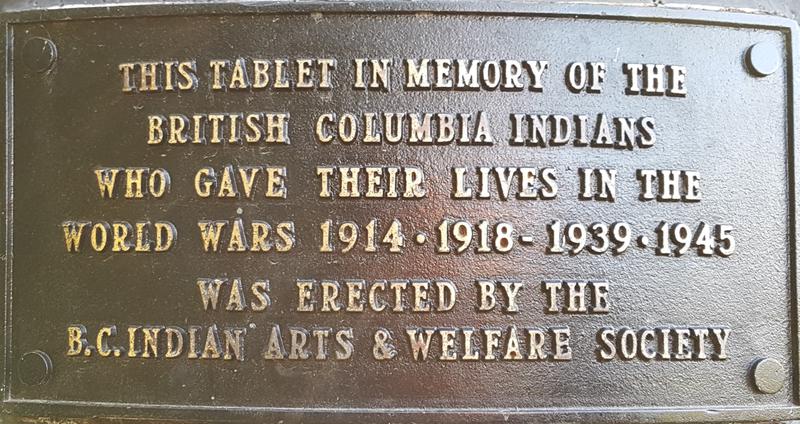 THIS TABLET IN MEMORY OF THE
BRITISH COLUMBIA INDIANS
WHO GAVE THEIR LIVES IN THE
WORLD WARS 1914·1918-1939·1945
WAS ERECTED BY THE
B.C. INDIAN ARTS & WELFARE SOCIETY